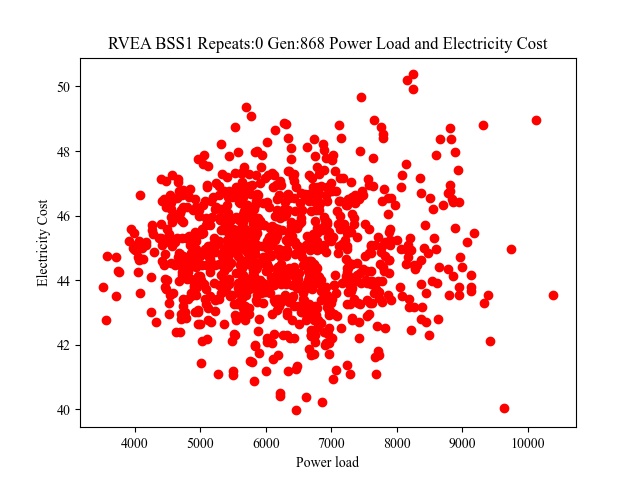 RVEA BSS1 Repeats:0 Gen:868 Power Load and Electricity Cost
50
48
46
44
42
40
Electricity Cost
4000 5000 6000 7000 8000 9000 10000
Power load